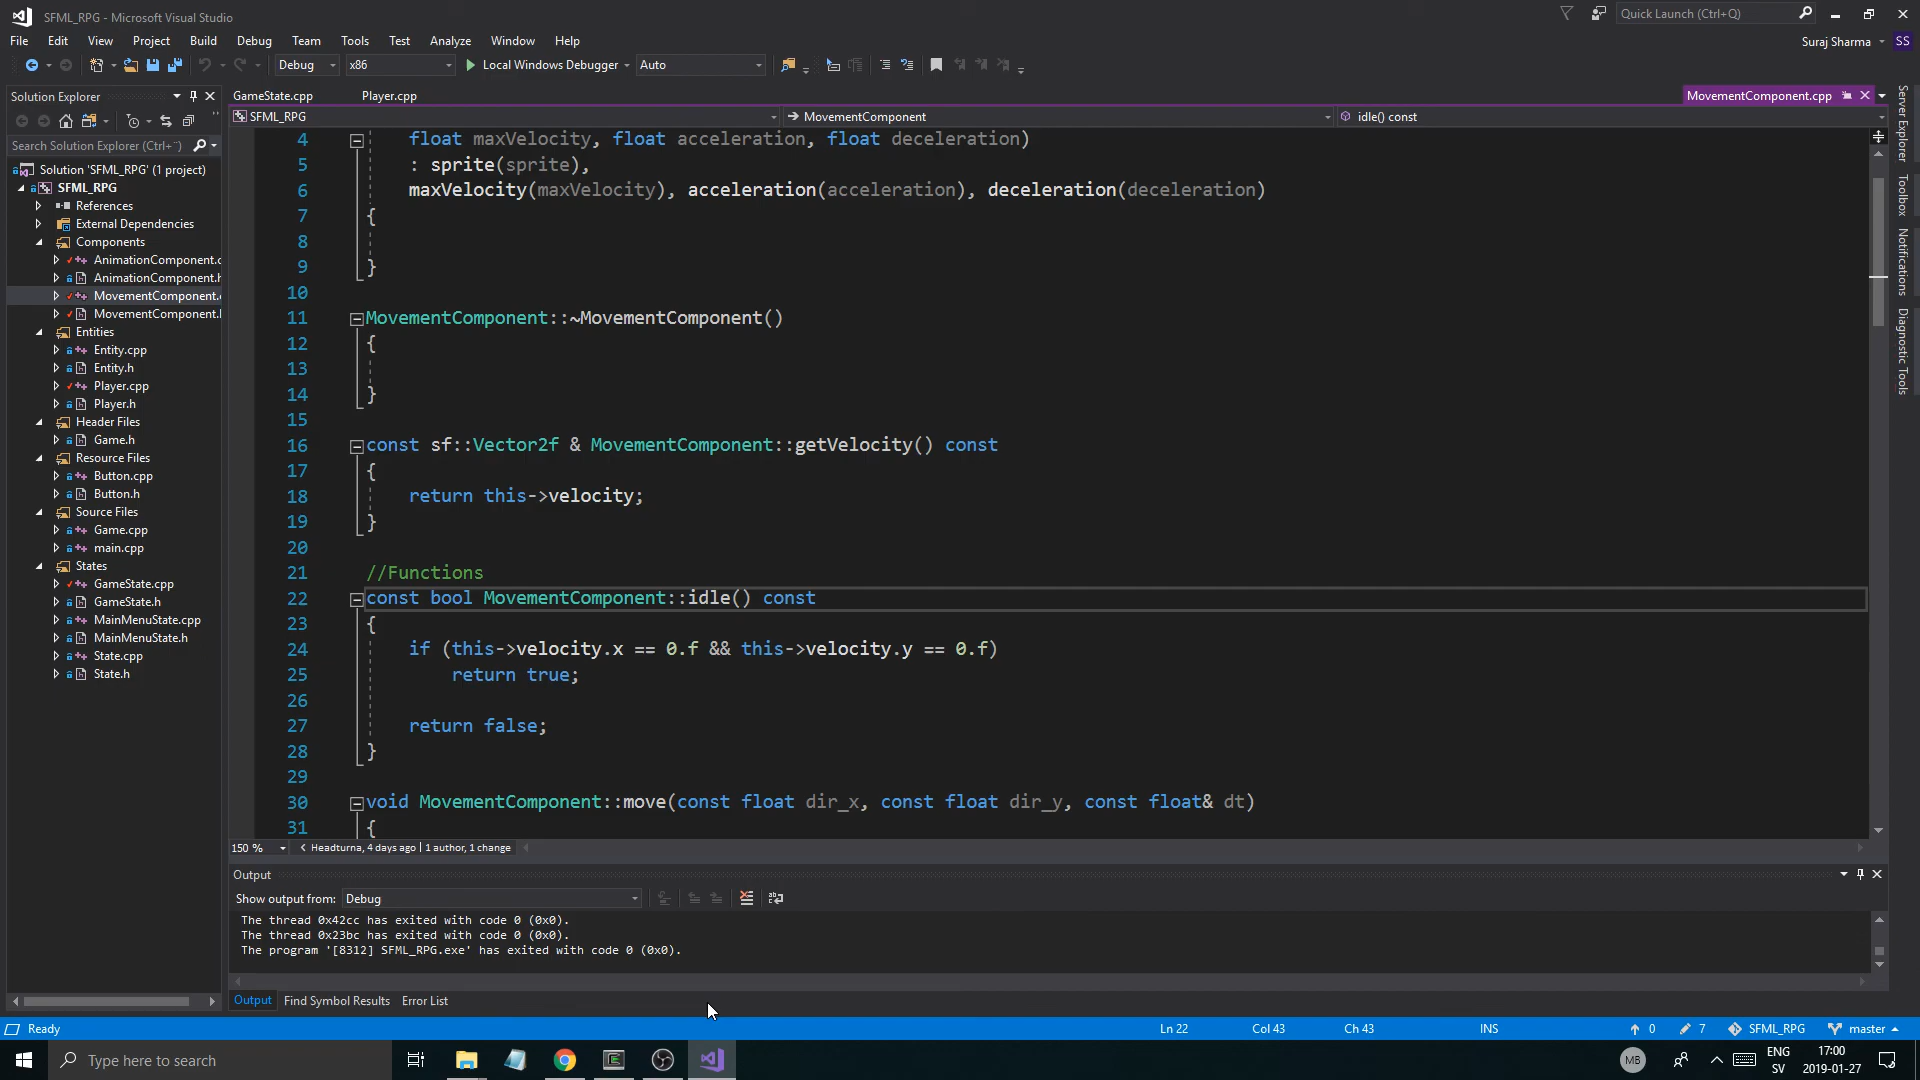 SFML_RPG - Microsoft Visual Studio
Quick Launch (Ctrl+Q)
File Edit View Project Build Debug Team Tools Test Analyze Window Help
Suraj Sharma SS
Debug x86 Local Windows Debugger Auto
Solution Explorer
GameState.cpp Player.cpp MovementComponent.cpp
SFML_RPG MovementComponent idle() const
Search Solution Explorer (Ctrl+¨)
Solution 'SFML_RPG' (1 project)
SFML_RPG
References
External Dependencies
Components
AnimationComponent.c
AnimationComponent.h
MovementComponent.c
MovementComponent.h
Entities
Entity.cpp
Entity.h
Player.cpp
Player.h
Header Files
Game.h
Resource Files
Button.cpp
Button.h
Source Files
Game.cpp
main.cpp
States
GameState.cpp
GameState.h
MainMenuState.cpp
MainMenuState.h
State.cpp
State.h
4 float maxVelocity, float acceleration, float deceleration)
5 : sprite(sprite),
6 maxVelocity(maxVelocity), acceleration(acceleration), deceleration(deceleration)
7 {
8
9 }
10
11 MovementComponent::~MovementComponent()
12 {
13
14 }
15
16 const sf::Vector2f & MovementComponent::getVelocity() const
17 {
18 return this->velocity;
19 }
20
21 //Functions
22 const bool MovementComponent::idle() const
23 {
24 if (this->velocity.x == 0.f && this->velocity.y == 0.f)
25 return true;
26
27 return false;
28 }
29
30 void MovementComponent::move(const float dir_x, const float dir_y, const float& dt)
31 {
150 % Headturna, 4 days ago | 1 author, 1 change
Server Explorer
Toolbox
Notifications
Diagnostic Tools
Output
Show output from: Debug
The thread 0x42cc has exited with code 0 (0x0).
The thread 0x23bc has exited with code 0 (0x0).
The program '[8312] SFML_RPG.exe' has exited with code 0 (0x0).
Output Find Symbol Results Error List
Ready Ln 22 Col 43 Ch 43 INS 0 7 SFML_RPG master
Type here to search
MB
ENG
SV
17:00
2019-01-27